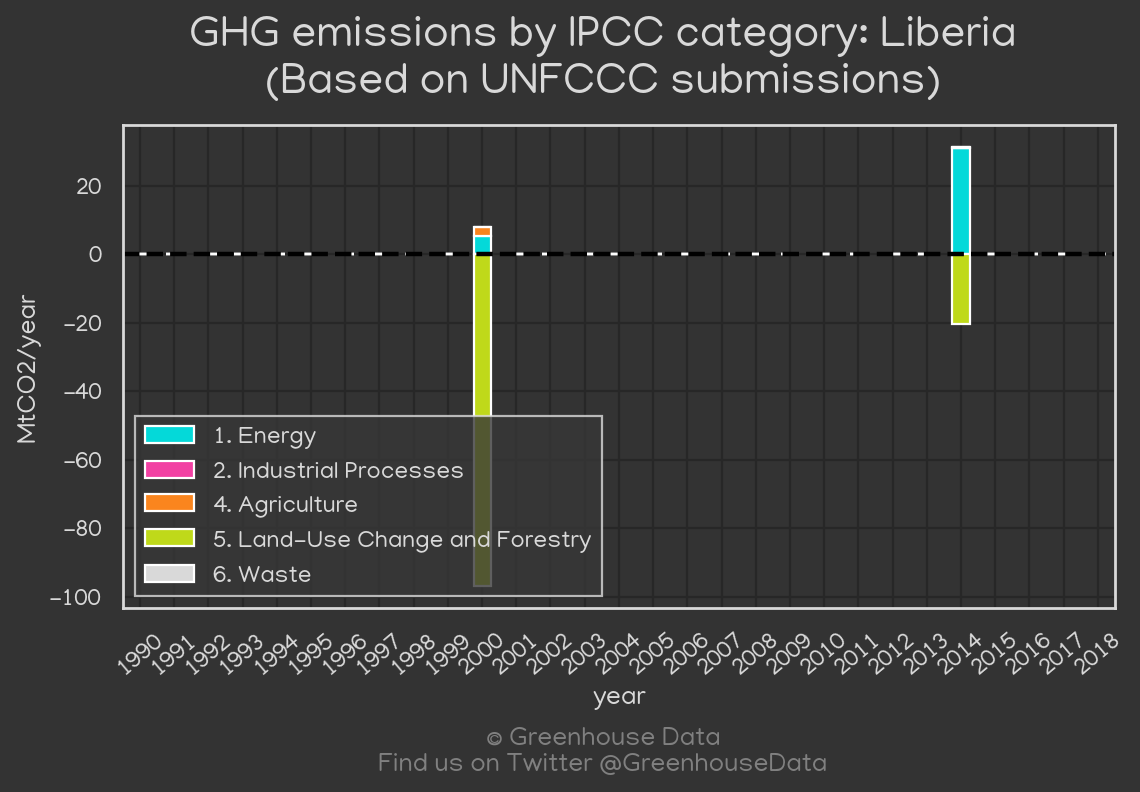 GHG emissions by IPCC category: Liberia
(Based on UNFCCC submissions)
MtCO2/year
20
0
−20
−40
−60
−80
−100
1. Energy
2. Industrial Processes
4. Agriculture
5. Land-Use Change and Forestry
6. Waste
1990 1991 1992 1993 1994 1995 1996 1997 1998 1999 2000 2001 2002 2003 2004 2005 2006 2007 2008 2009 2010 2011 2012 2013 2014 2015 2016 2017 2018
year
© Greenhouse Data
Find us on Twitter @GreenhouseData